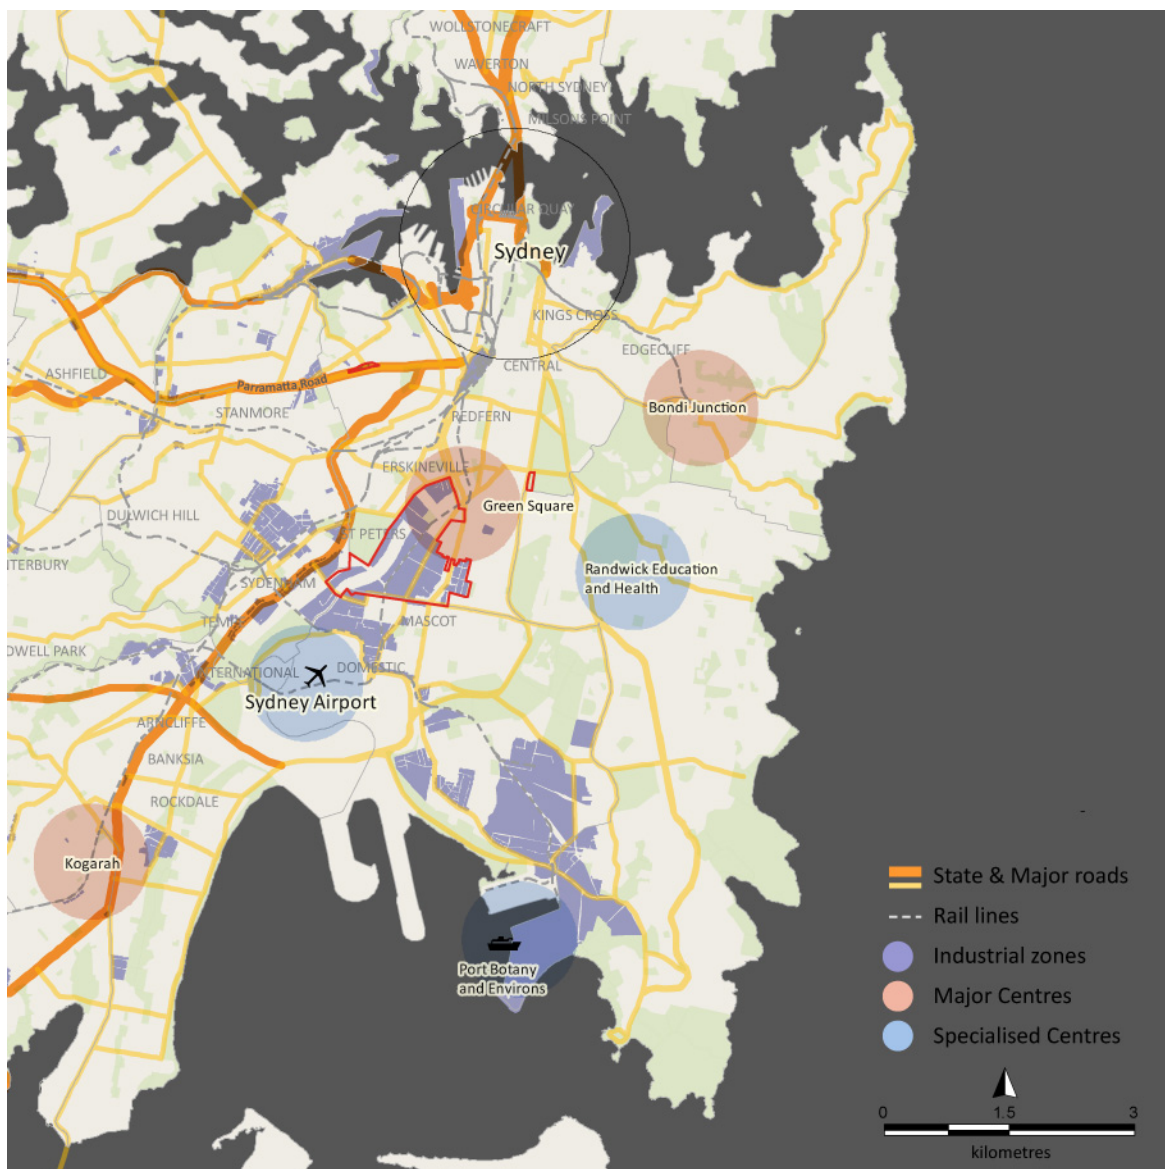 WOLLSTONECRAFT
WAVERTON
NORTH SYDNEY
MILSONS POINT
CIRCULAR QUAY
Sydney
KINGS CROSS
EDGECLIFF
CENTRAL
ASHFIELD
Parramatta Road
STANMORE
REDFERN
Bondi Junction
ERSKINEVILLE
Green Square
DULWICH HILL
ST PETERS
NTERBURY
SYDENHAM
Randwick Education
and Health
TEMPE
MASCOT
DWELL PARK
INTERNATIONAL
DOMESTIC
Sydney Airport
ARNCLIFFE
BANKSIA
ROCKDALE
Kogarah
Port Botany
and Environs
State & Major roads
Rail lines
Industrial zones
Major Centres
Specialised Centres
0 1.5 3
kilometres